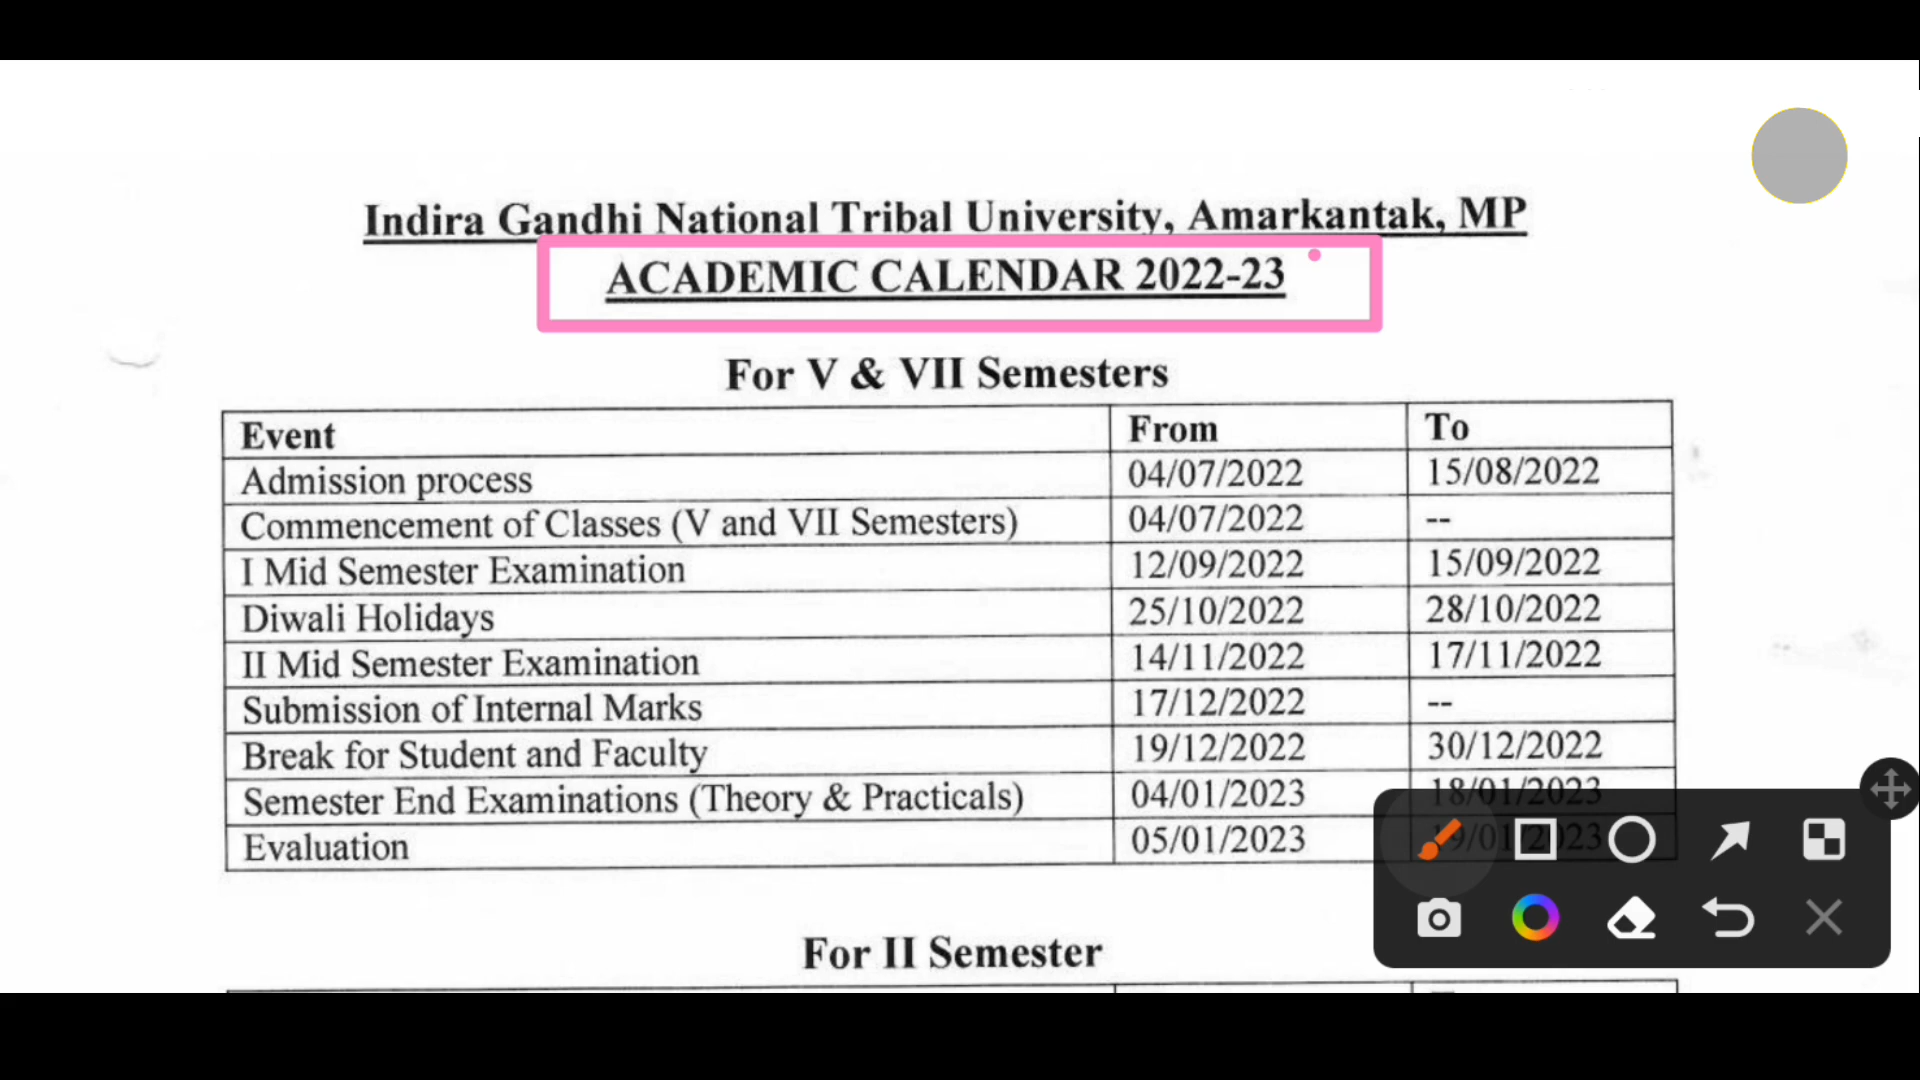 Indira Gandhi National Tribal University, Amarkantak, MP
ACADEMIC CALENDAR 2022-23
For V & VII Semesters
Event From To
Admission process 04/07/2022 15/08/2022
Commencement of Classes (V and VII Semesters) 04/07/2022 --
I Mid Semester Examination 12/09/2022 15/09/2022
Diwali Holidays 25/10/2022 28/10/2022
II Mid Semester Examination 14/11/2022 17/11/2022
Submission of Internal Marks 17/12/2022 --
Break for Student and Faculty 19/12/2022 30/12/2022
Semester End Examinations (Theory & Practicals) 04/01/2023 18/01/2023
Evaluation 05/01/2023
For II Semester